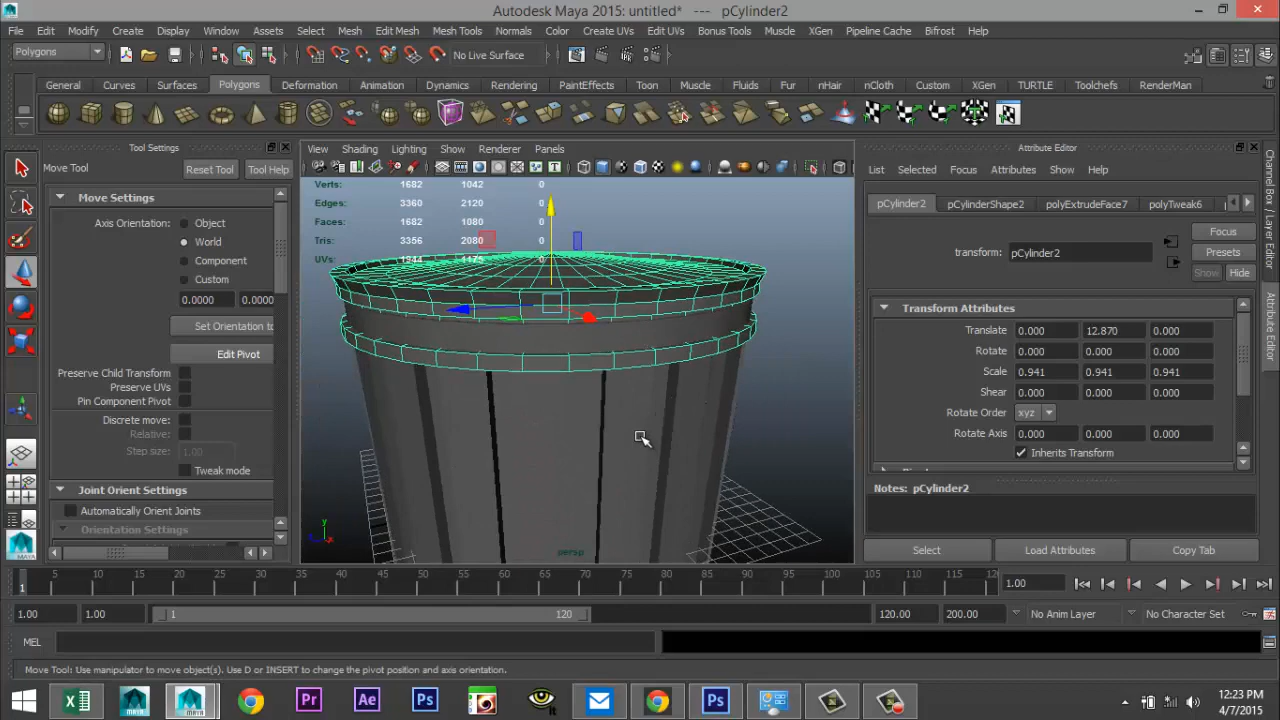 Autodesk Maya 2015: untitled* --- pCylinder2
File Edit Modify Create Display Window Assets Select Mesh Edit Mesh Mesh Tools Normals Color Create UVs Edit UVs Bonus Tools Muscle XGen Pipeline Cache Bifrost Help
Polygons No Live Surface
General Curves Surfaces Polygons Deformation Animation Dynamics Rendering PaintEffects Toon Muscle Fluids Fur nHair nCloth Custom XGen TURTLE Toolchefs RenderMan
Tool Settings
Move Tool Reset Tool Tool Help
Move Settings
Axis Orientation: Object
World
Component
Custom
0.0000 0.0000
Set Orientation to
Edit Pivot
Preserve Child Transform
Preserve UVs
Pin Component Pivot
Discrete move:
Relative:
Step size: 1.00
Tweak mode
Joint Orient Settings
Automatically Orient Joints
Orientation Settings
View Shading Lighting Show Renderer Panels
Verts: 1682 1042 0
Edges: 3360 2120 0
Faces: 1682 1080 0
Tris: 3356 2080 0
UVs: 1944 1175 0
y
persp
Attribute Editor
List Selected Focus Attributes Show Help
pCylinder2 pCylinderShape2 polyExtrudeFace7 polyTweak6
transform: pCylinder2
Focus
Presets
Show Hide
Transform Attributes
Translate 0.000 12.870 0.000
Rotate 0.000 0.000 0.000
Scale 0.941 0.941 0.941
Shear 0.000 0.000 0.000
Rotate Order xyz
Rotate Axis 0.000 0.000 0.000
Inherits Transform
Notes: pCylinder2
Select Load Attributes Copy Tab
Channel Box / Layer Editor
Attribute Editor
1 5 10 15 20 25 30 35 40 45 50 55 60 65 70 75 80 85 90 95 100 105 110 115 120 1.00
1.00 1.00 1 120 120.00 200.00 No Anim Layer No Character Set
MEL
Move Tool: Use manipulator to move object(s). Use D or INSERT to change the pivot position and axis orientation.
Pr Ae Ps it Ps
12:23 PM
4/7/2015